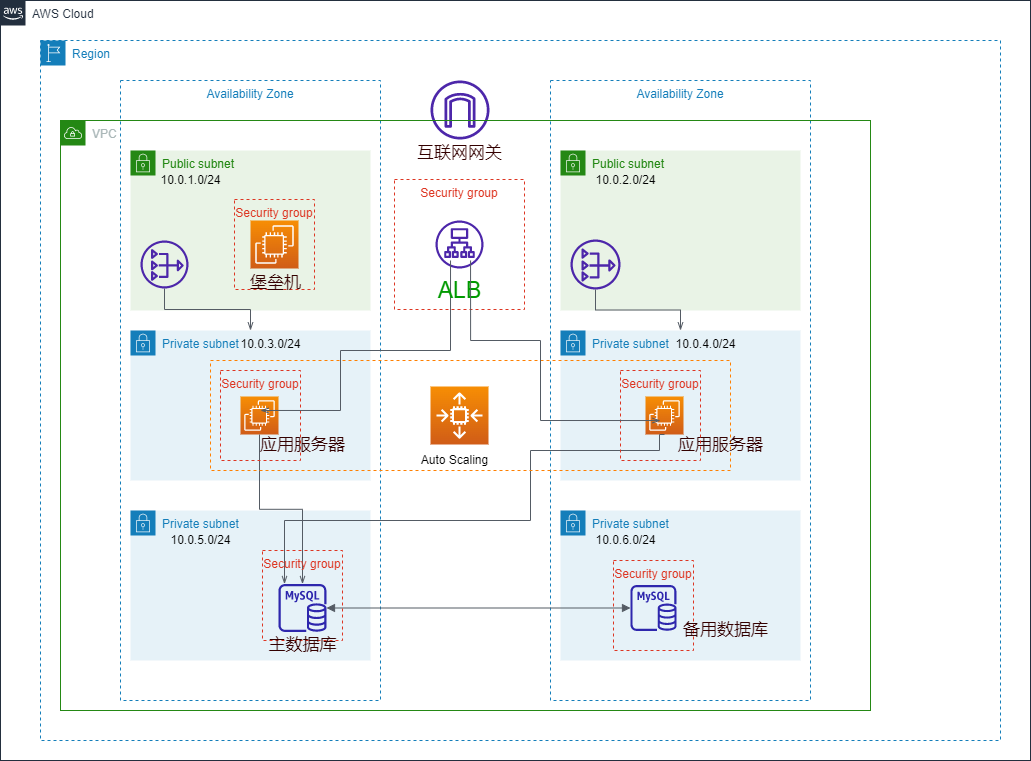 aws
AWS Cloud
Region
Availability Zone
Availability Zone
VPC
互联网网关
Public subnet
10.0.1.0/24
Security group
堡垒机
Security group
ALB
Public subnet
10.0.2.0/24
Private subnet 10.0.3.0/24
Security group
应用服务器
Auto Scaling
Private subnet 10.0.4.0/24
Security group
应用服务器
Private subnet
10.0.5.0/24
Security group
MySQL
主数据库
Private subnet
10.0.6.0/24
Security group
MySQL
备用数据库